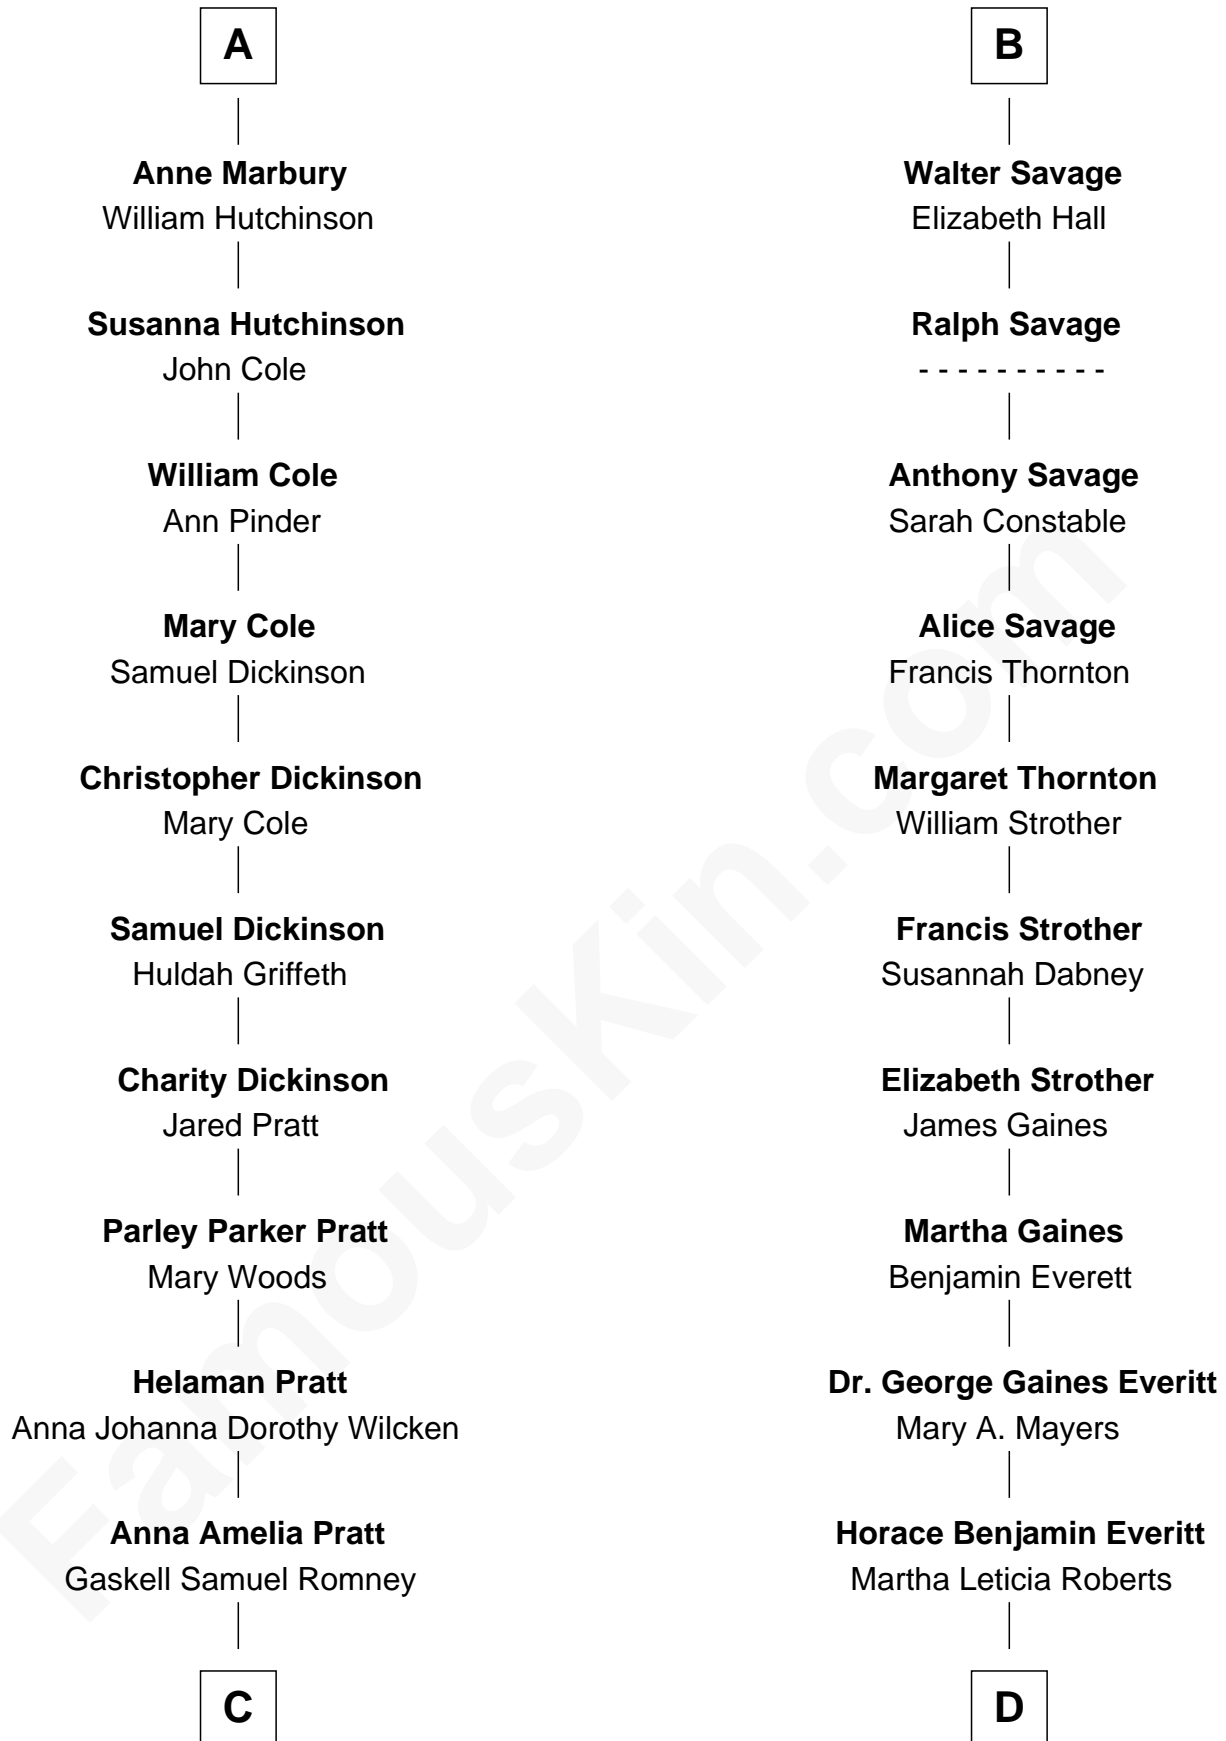 A
Anne Marbury
William Hutchinson
Susanna Hutchinson
John Cole
William Cole
Ann Pinder
Mary Cole
Samuel Dickinson
Christopher Dickinson
Mary Cole
Samuel Dickinson
Huldah Griffeth
Charity Dickinson
Jared Pratt
Parley Parker Pratt
Mary Woods
Helaman Pratt
Anna Johanna Dorothy Wilcken
Anna Amelia Pratt
Gaskell Samuel Romney
C
B
Walter Savage
Elizabeth Hall
Ralph Savage
- - - - - - - - - -
Anthony Savage
Sarah Constable
Alice Savage
Francis Thornton
Margaret Thornton
William Strother
Francis Strother
Susannah Dabney
Elizabeth Strother
James Gaines
Martha Gaines
Benjamin Everett
Dr. George Gaines Everitt
Mary A. Mayers
Horace Benjamin Everitt
Martha Leticia Roberts
D
FamousKin.com